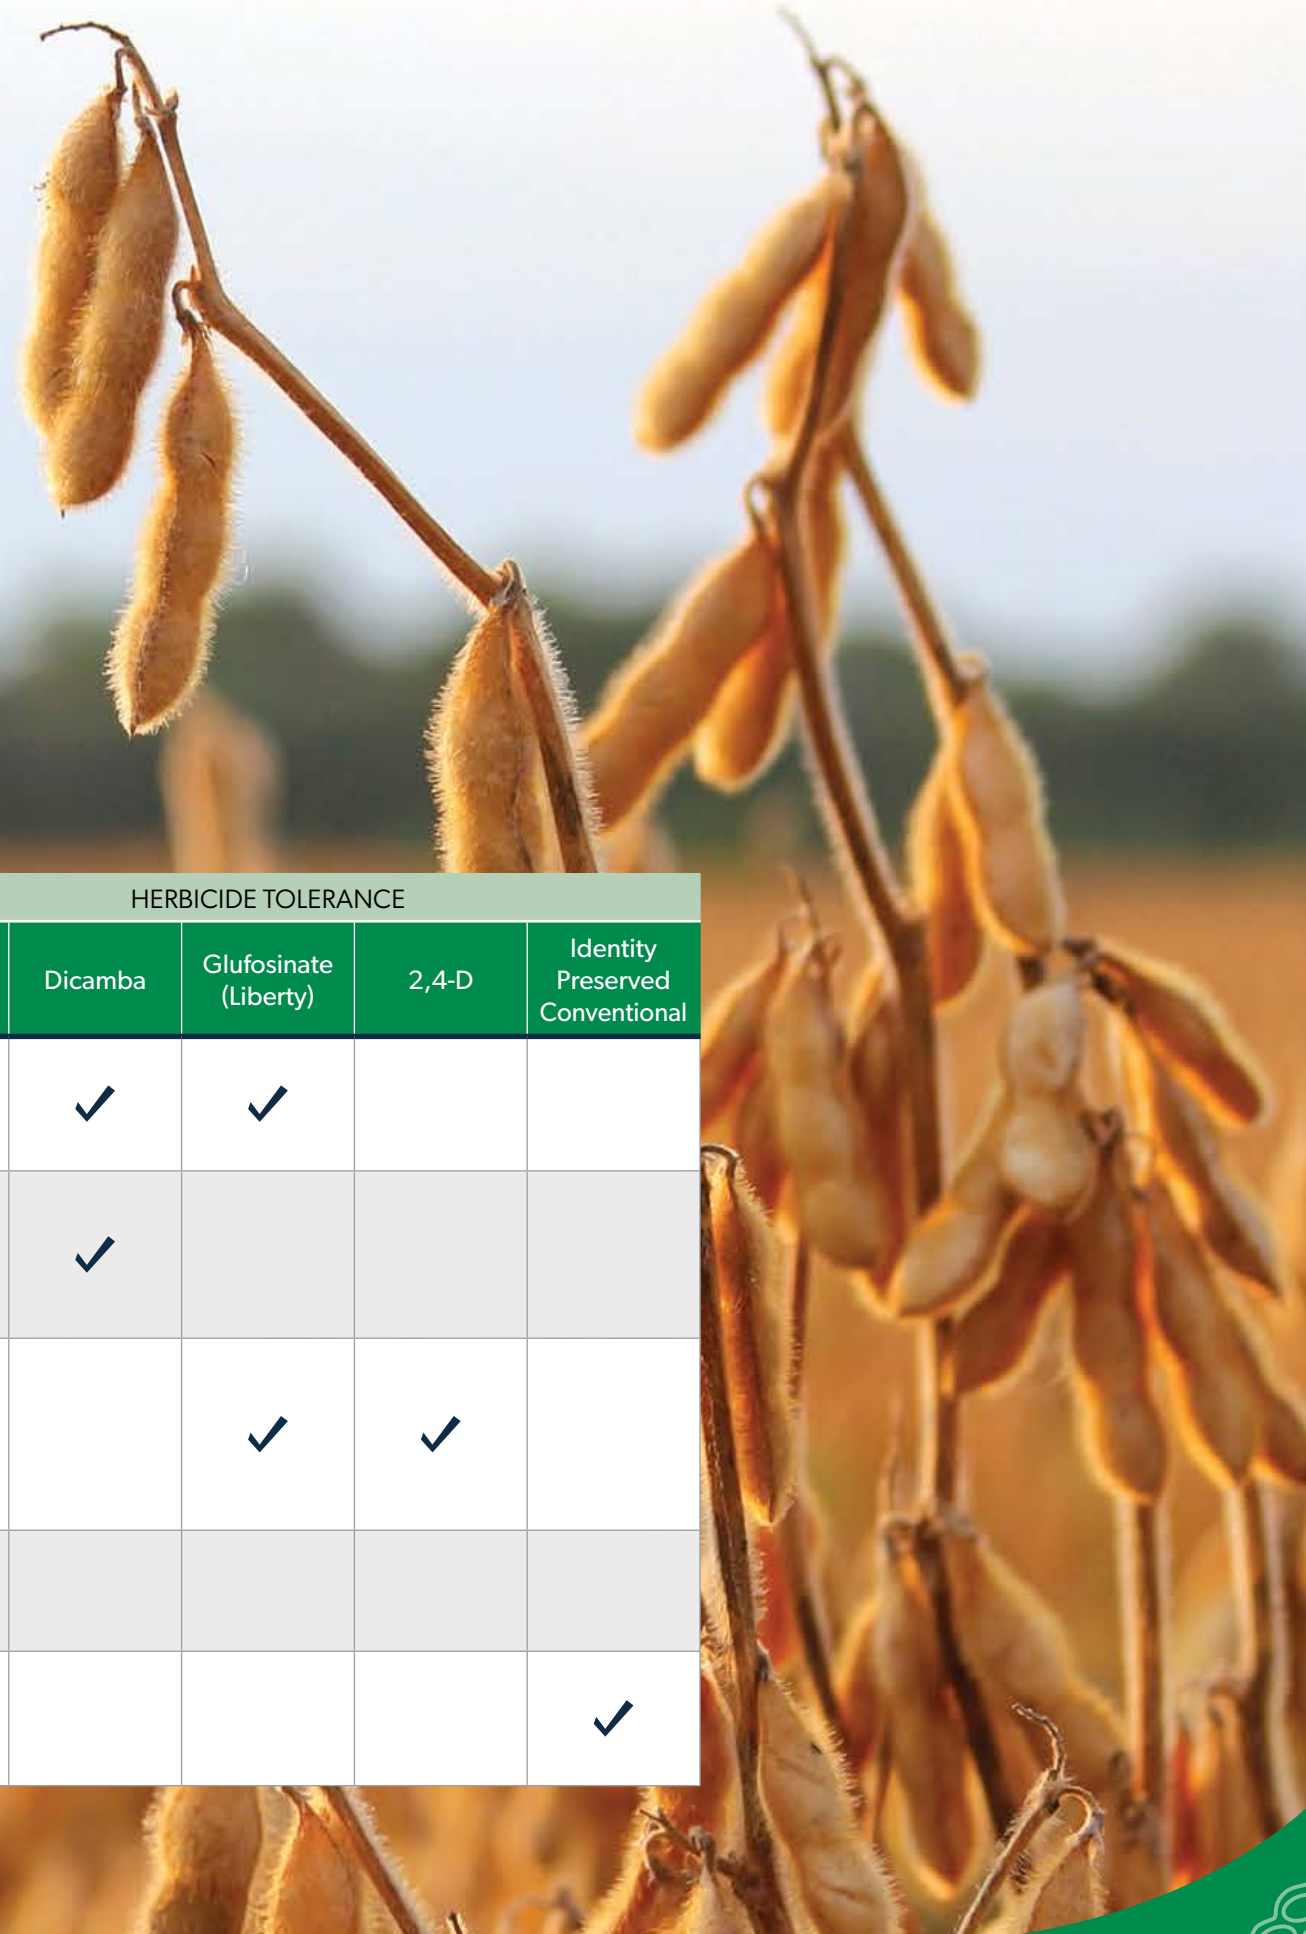 HERBICIDE TOLERANCE
Dicamba
Glufosinate
(Liberty)
2,4-D
Identity
Preserved
Conventional
✓ ✓
✓
✓ ✓
✓